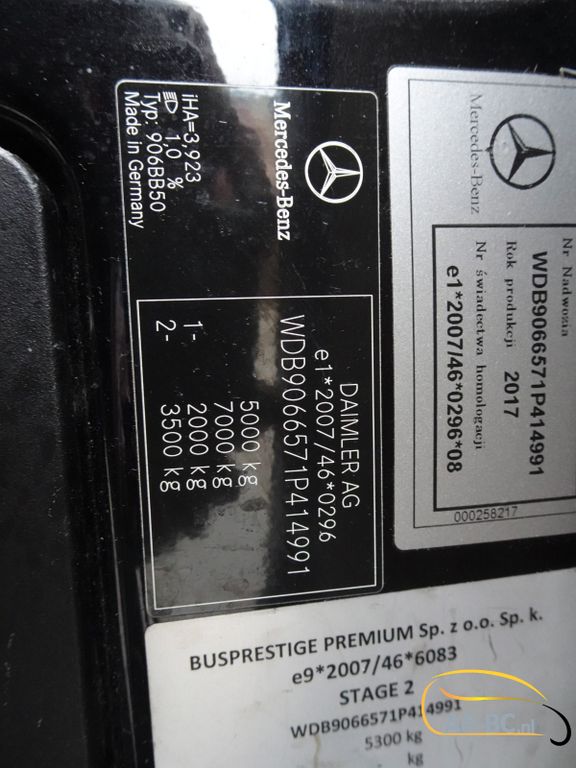 Mercedes-Benz
iHA=3,923
1,0 %
Typ: 906BB50
Made in Germany
DAIMLER AG
e1*2007/46*0296
WDB9066571P414991
5000 kg
7000 kg
1- 2000 kg
2- 3500 kg
Mercedes-Benz
Nr Nadwozia
WDB9066571P414991
Rok produkcji 2017
Nr świadectwa homologacji
e1*2007/46*0296*08
000258217
BUSPRESTIGE PREMIUM Sp. z o.o. Sp. k.
e9*2007/46*6083
STAGE 2
WDB9066571P414991
5300 kg
kg